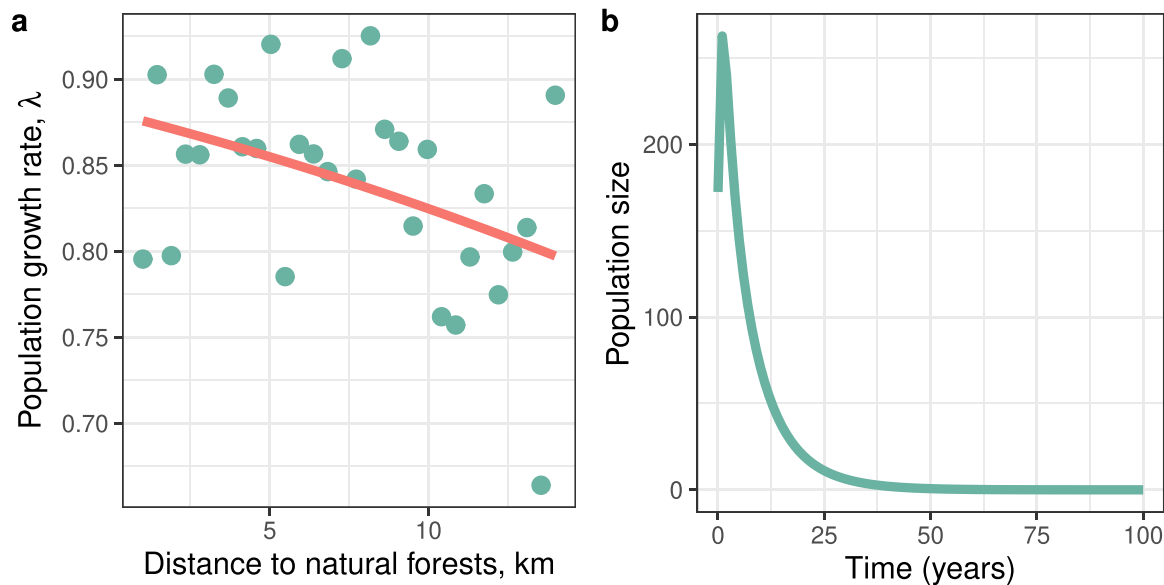 a
Population growth rate, λ
0.90
0.85
0.80
0.75
0.70
5 10
Distance to natural forests, km
b
Population size
200
100
0
0 25 50 75 100
Time (years)